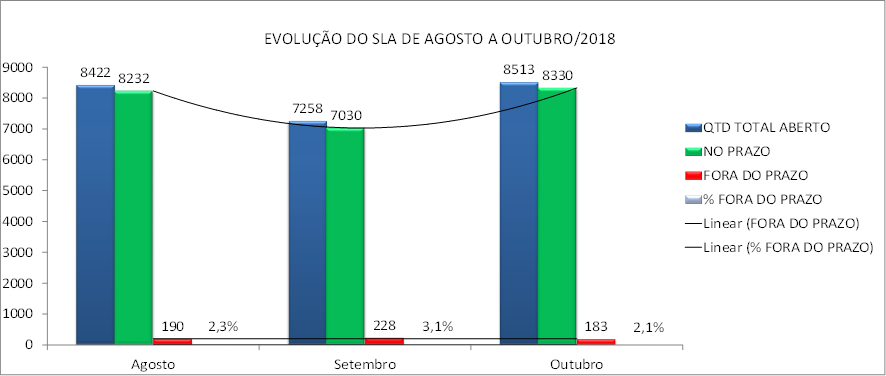 EVOLUÇÃO DO SLA DE AGOSTO A OUTUBRO/2018
9000
8000
7000
6000
5000
4000
3000
2000
1000
0
8422
8232
190
2,3%
7258
7030
228
3,1%
8513
8330
183
2,1%
Agosto
Setembro
Outubro
QTD TOTAL ABERTO
NO PRAZO
FORA DO PRAZO
% FORA DO PRAZO
Linear (FORA DO PRAZO)
Linear (% FORA DO PRAZO)